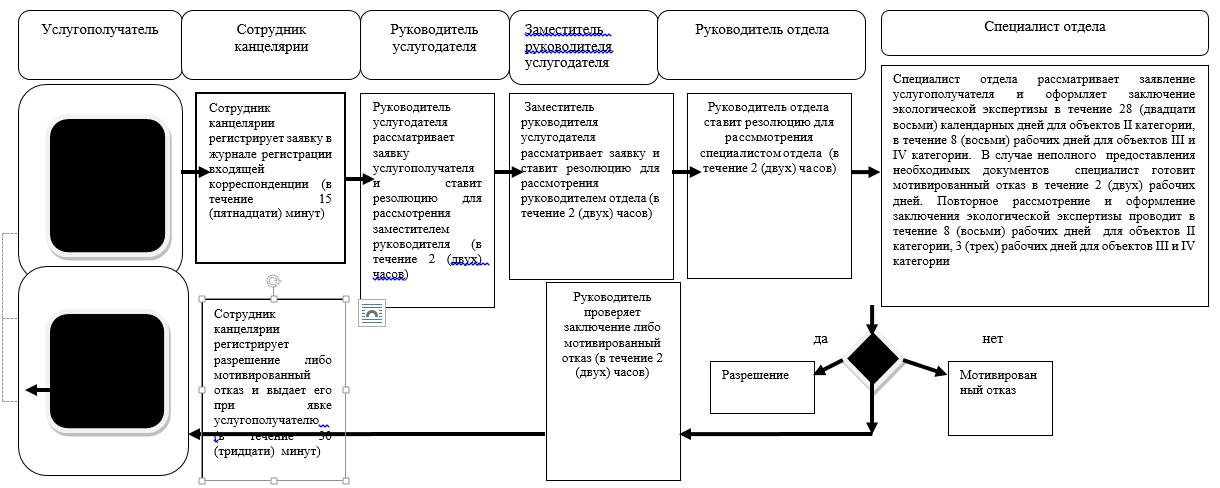 Услугополучатель
Сотрудник
канцелярии
Руководитель
услугодателя
Заместитель
руководителя
услугодателя
Руководитель отдела
Специалист отдела
Сотрудник
канцелярии
регистрирует заявку в
журнале регистрации
входящей
корреспонденции (в
течение 15
(пятнадцати) минут)
Руководитель
услугодателя
рассматривает
заявку
услугополучателя
и ставит
резолюцию для
рассмотрения
заместителем
руководителя (в
течение 2 (двух)
часов)
Заместитель
руководителя
услугодателя
рассматривает заявку и
ставит резолюцию для
рассмотрения
руководителем отдела (в
течение 2 (двух) часов)
Руководитель отдела
ставит резолюцию для
рассммотрения
специалистом отдела (в
течение 2 (двух) часов)
Специалист отдела рассматривает заявление
услугополучателя и оформляет заключение
экологической экспертизы в течение 28 (двадцати
восьми) календарных дней для объектов II категории,
в течение 8 (восьми) рабочих дней для объектов III и
IV категории. В случае неполного предоставления
необходимых документов специалист готовит
мотивированный отказ в течение 2 (двух) рабочих
дней. Повторное рассмотрение и оформление
заключения экологической экспертизы проводит в
течение 8 (восьми) рабочих дней для объектов II
категории, 3 (трех) рабочих дней для объектов III и IV
категории
Сотрудник
канцелярии
регистрирует
разрешение либо
мотивированный
отказ и выдает его
при явке
услугополучателю
(в течение 30
(тридцати) минут)
Руководитель
проверяет
заключение либо
мотивированный
отказ (в течение 2
(двух) часов)
да
нет
Разрешение
Мотивирован
ный отказ